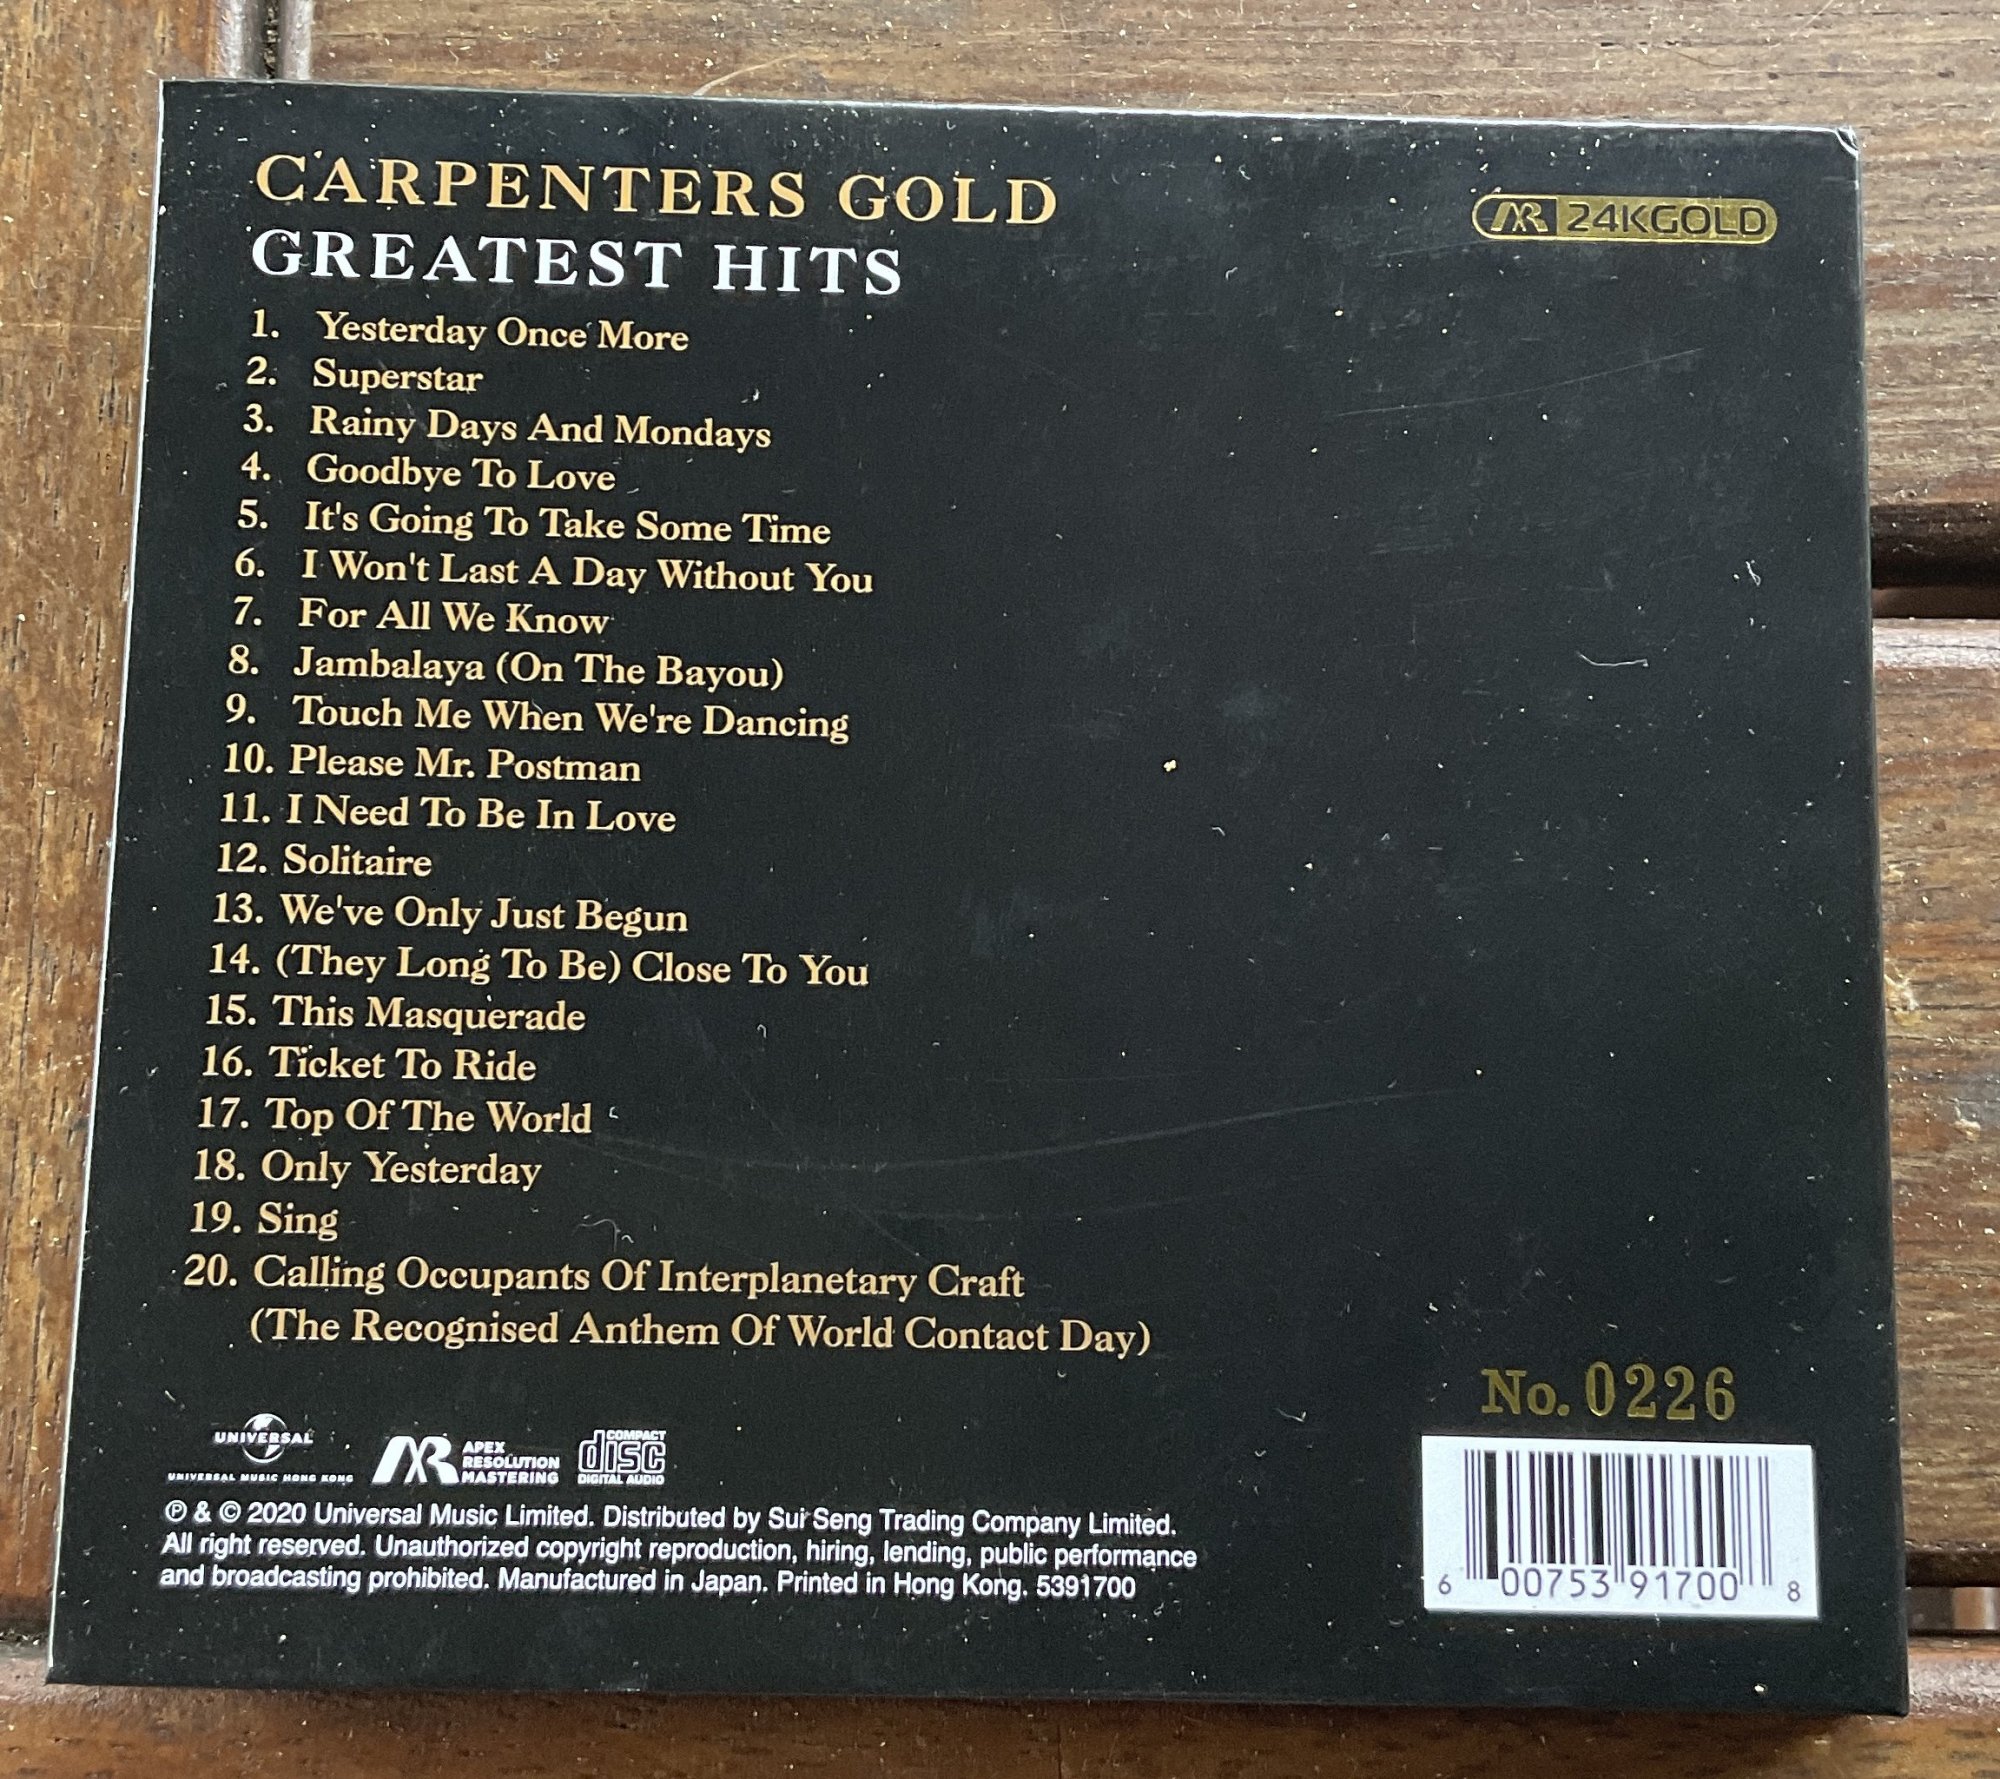 CARPENTERS GOLD
GREATEST HITS
AR 24KGOLD
1. Yesterday Once More
2. Superstar
3. Rainy Days And Mondays
4. Goodbye To Love
5. It's Going To Take Some Time
6. I Won't Last A Day Without You
7. For All We Know
8. Jambalaya (On The Bayou)
9. Touch Me When We're Dancing
10. Please Mr. Postman
11. I Need To Be In Love
12. Solitaire
13. We've Only Just Begun
14. (They Long To Be) Close To You
15. This Masquerade
16. Ticket To Ride
17. Top Of The World
18. Only Yesterday
19. Sing
20. Calling Occupants Of Interplanetary Craft
(The Recognised Anthem Of World Contact Day)
No. 0226
UNIVERSAL
UNIVERSAL MUSIC HONG KONG
AR APEX
RESOLUTION
MASTERING
COMPACT
disc
DIGITAL AUDIO
℗ & © 2020 Universal Music Limited. Distributed by Sui Seng Trading Company Limited.
All right reserved. Unauthorized copyright reproduction, hiring, lending, public performance
and broadcasting prohibited. Manufactured in Japan. Printed in Hong Kong. 5391700
6 00753 91700 8